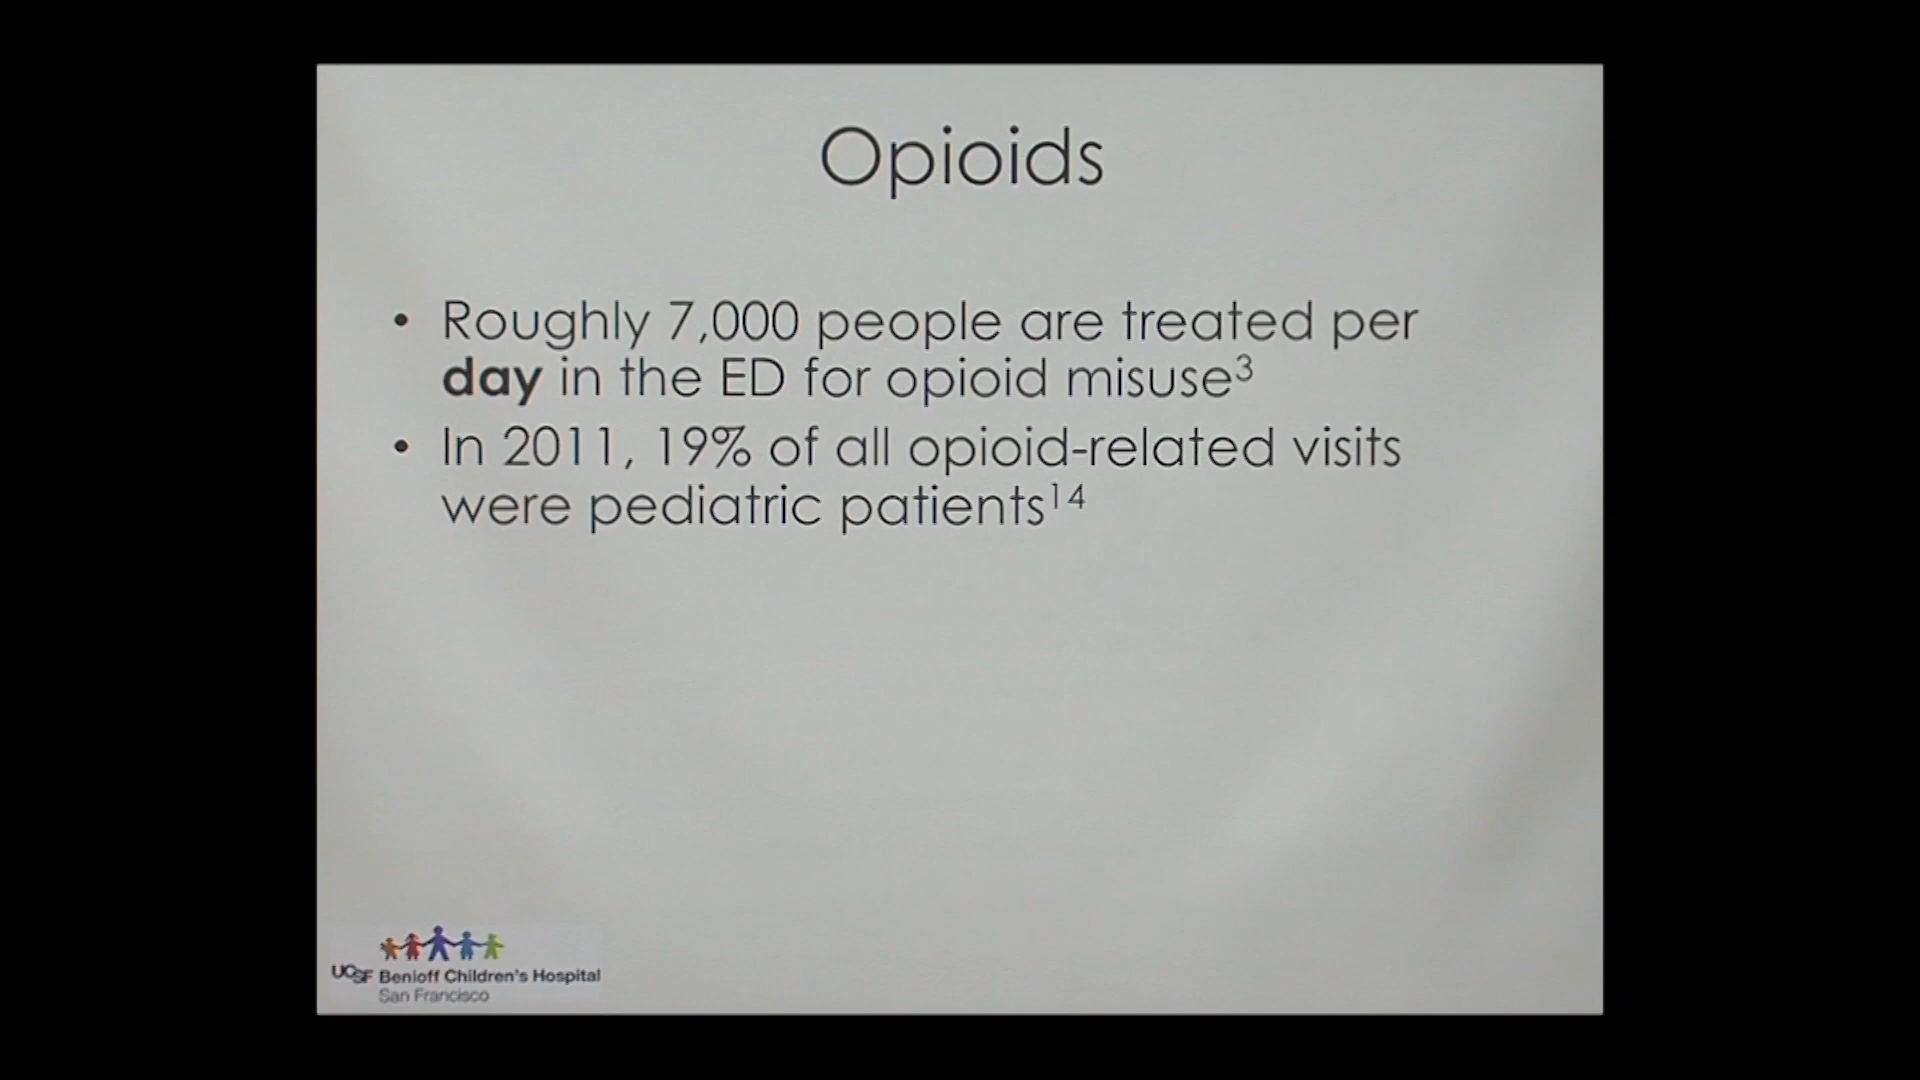 Opioids
• Roughly 7,000 people are treated per
day in the ED for opioid misuse³
• In 2011, 19% of all opioid-related visits
were pediatric patients¹⁴
UCSF Benioff Children's Hospital
San Francisco